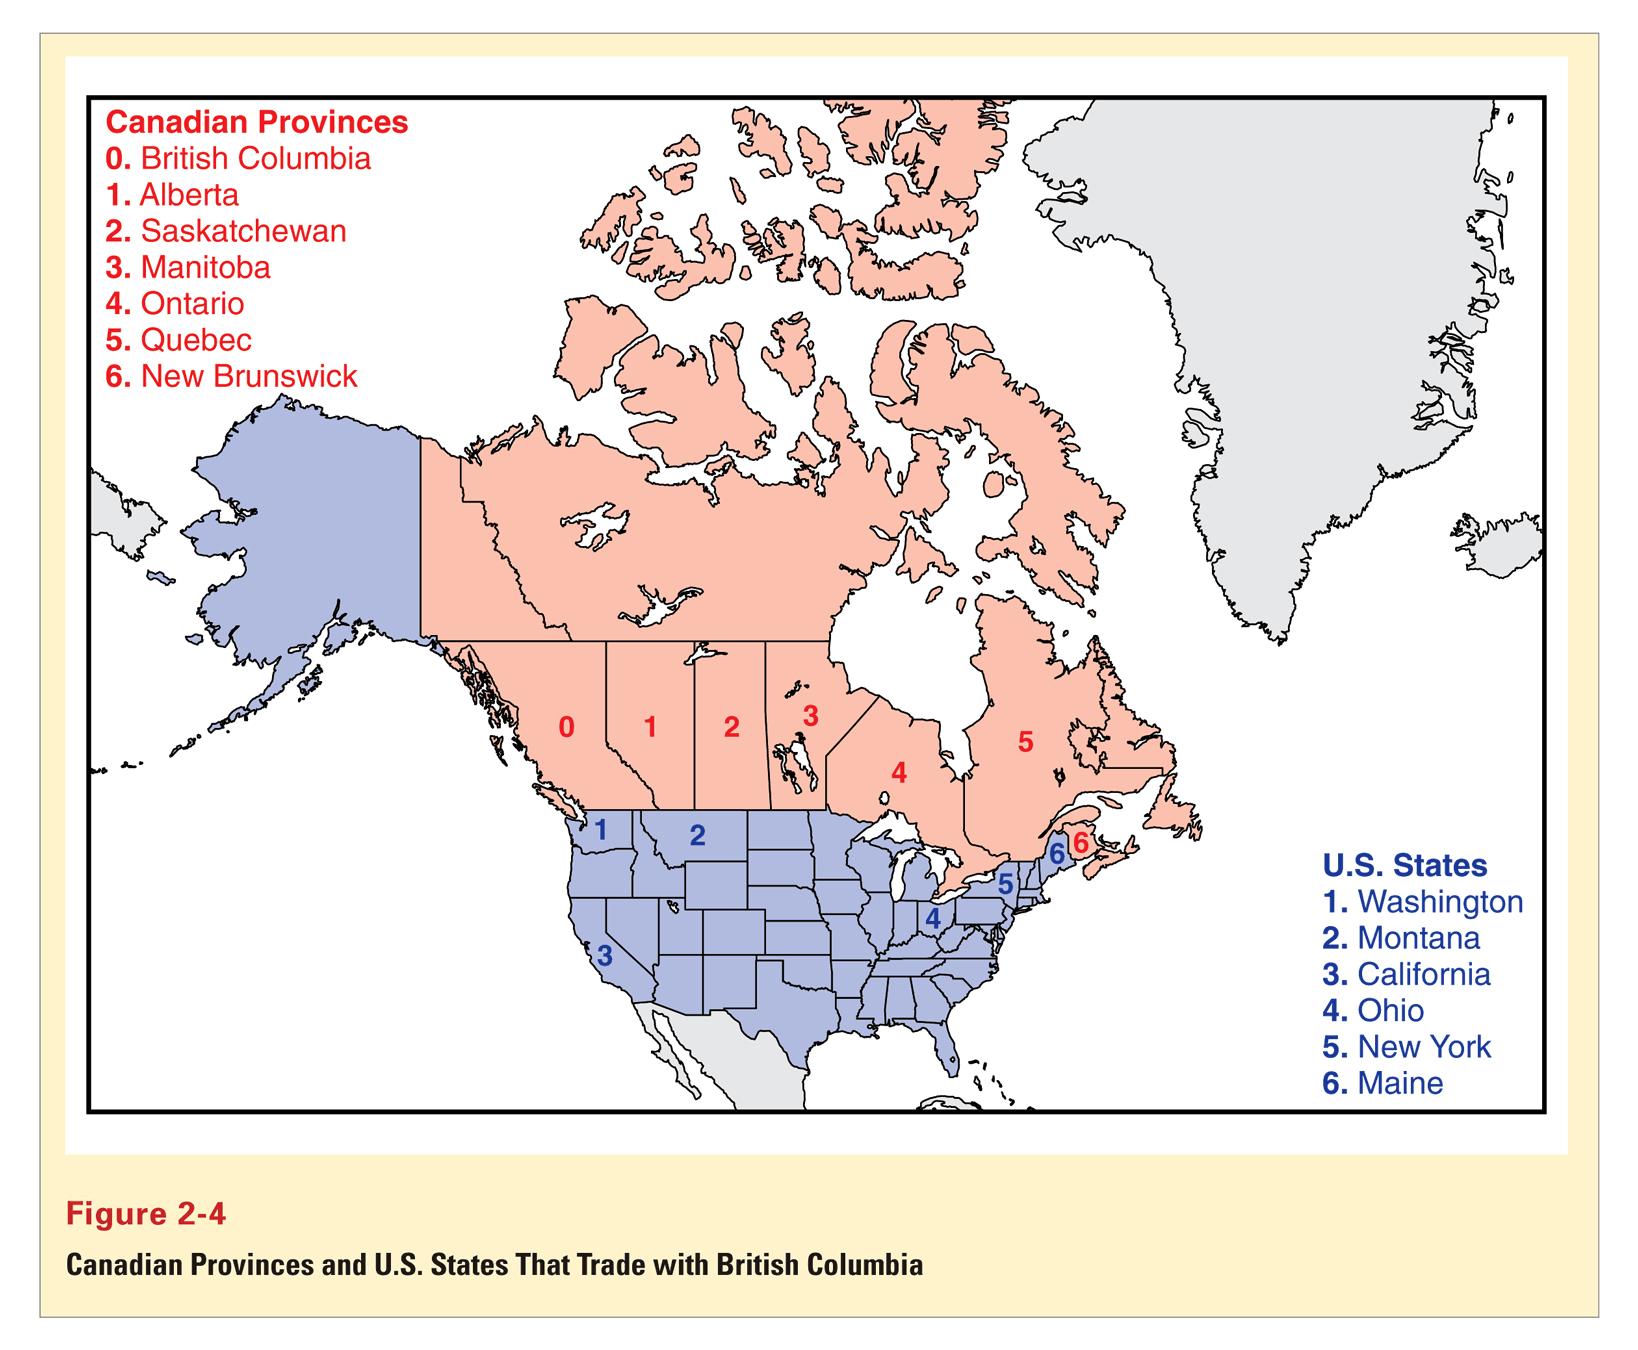 Canadian Provinces
0. British Columbia
1. Alberta
2. Saskatchewan
3. Manitoba
4. Ontario
5. Quebec
6. New Brunswick
0
1
2
3
4
5
6
1
2
3
4
5
6
U.S. States
1. Washington
2. Montana
3. California
4. Ohio
5. New York
6. Maine
Figure 2-4
Canadian Provinces and U.S. States That Trade with British Columbia